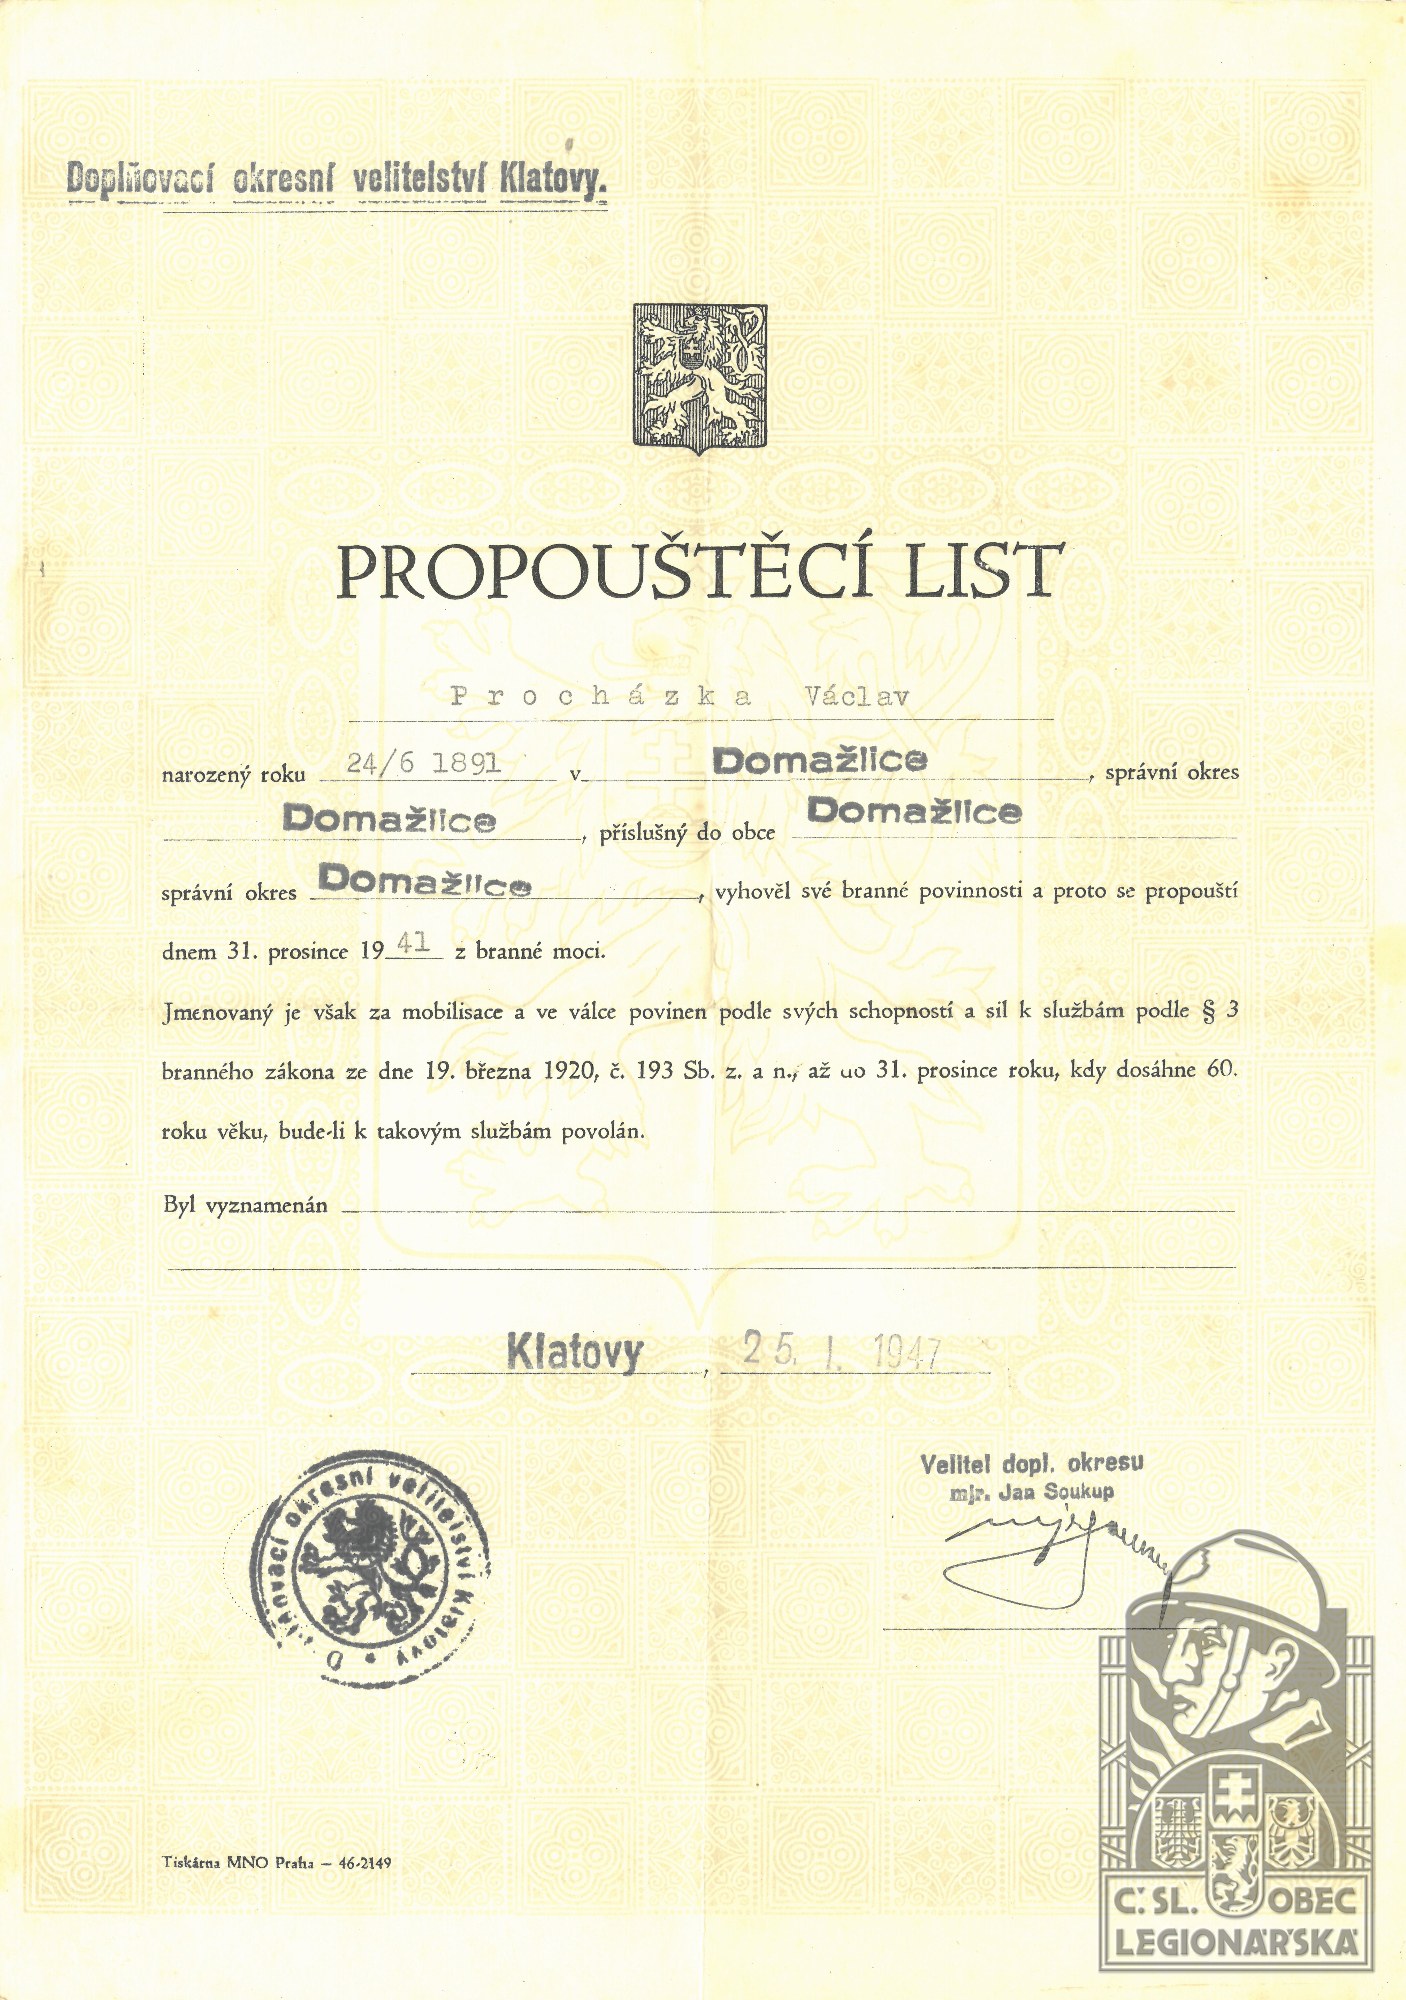 Doplňovací okresní velitelství Klatovy.
PROPOUŠTĚCÍ LIST
Procházka Václav
narozený roku 24/6 1891 v Domažlice, správní okres
Domažlice, příslušný do obce Domažlice
správní okres Domažlice, vyhověl své branné povinnosti a proto se propouští
dnem 31. prosince 1941 z branné moci.
Jmenovaný je však za mobilisace a ve válce povinen podle svých schopností a sil k službám podle § 3
branného zákona ze dne 19. března 1920, č. 193 Sb. z. a n., až do 31. prosince roku, kdy dosáhne 60.
roku věku, bude-li k takovým službám povolán.
Byl vyznamenán
Klatovy, 25. I. 1947
Velitel dopl. okresu
mjr. Jan Soukup
okresní velitelství Klatovy *
Tiskárna MNO Praha – 46-2149
Č. SL. OBEC
LEGIONÁŘSKÁ